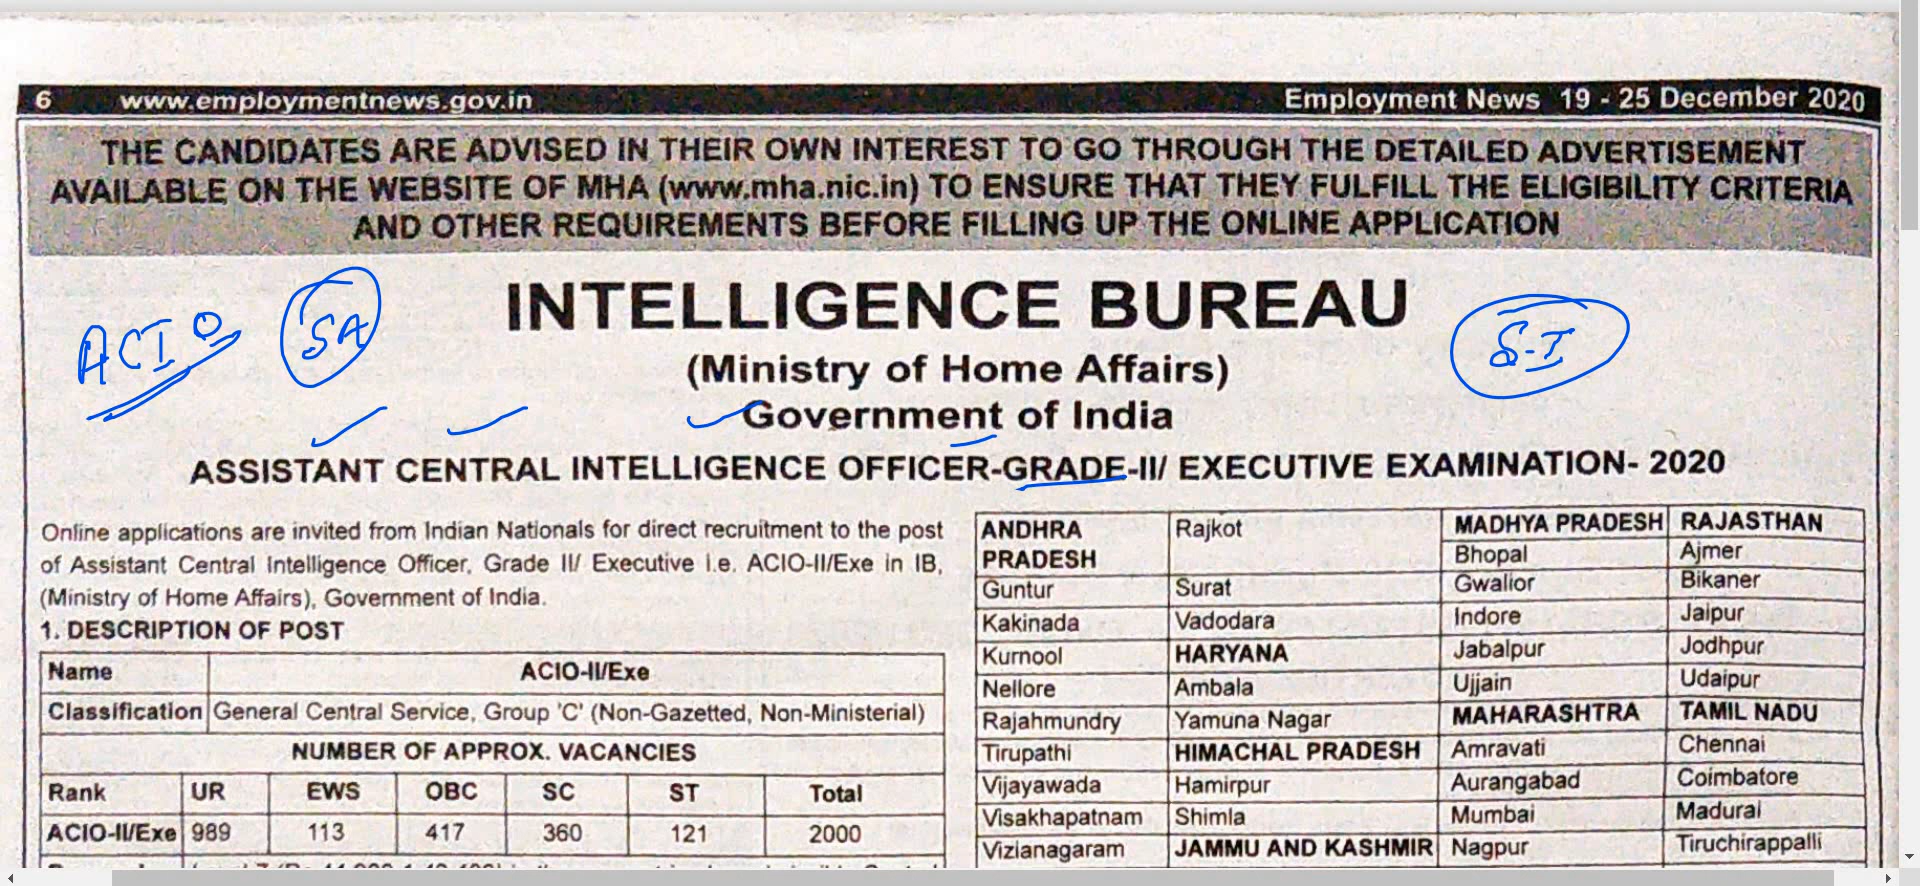 6 www.employmentnews.gov.in Employment News 19 - 25 December 2020
THE CANDIDATES ARE ADVISED IN THEIR OWN INTEREST TO GO THROUGH THE DETAILED ADVERTISEMENT
AVAILABLE ON THE WEBSITE OF MHA (www.mha.nic.in) TO ENSURE THAT THEY FULFILL THE ELIGIBILITY CRITERIA
AND OTHER REQUIREMENTS BEFORE FILLING UP THE ONLINE APPLICATION
INTELLIGENCE BUREAU
ACIO SA S-I
(Ministry of Home Affairs)
Government of India
ASSISTANT CENTRAL INTELLIGENCE OFFICER-GRADE-II/ EXECUTIVE EXAMINATION- 2020
Online applications are invited from Indian Nationals for direct recruitment to the post
of Assistant Central Intelligence Officer, Grade II/ Executive i.e. ACIO-II/Exe in IB,
(Ministry of Home Affairs), Government of India.
1. DESCRIPTION OF POST
Name ACIO-II/Exe
Classification General Central Service, Group 'C' (Non-Gazetted, Non-Ministerial)
NUMBER OF APPROX. VACANCIES
Rank UR EWS OBC SC ST Total
ACIO-II/Exe 989 113 417 360 121 2000
ANDHRA Rajkot MADHYA PRADESH RAJASTHAN
PRADESH Bhopal Ajmer
Guntur Surat Gwalior Bikaner
Kakinada Vadodara Indore Jaipur
Kurnool HARYANA Jabalpur Jodhpur
Nellore Ambala Ujjain Udaipur
Rajahmundry Yamuna Nagar MAHARASHTRA TAMIL NADU
Tirupathi HIMACHAL PRADESH Amravati Chennai
Vijayawada Hamirpur Aurangabad Coimbatore
Visakhapatnam Shimla Mumbai Madurai
Vizianagaram JAMMU AND KASHMIR Nagpur Tiruchirappalli